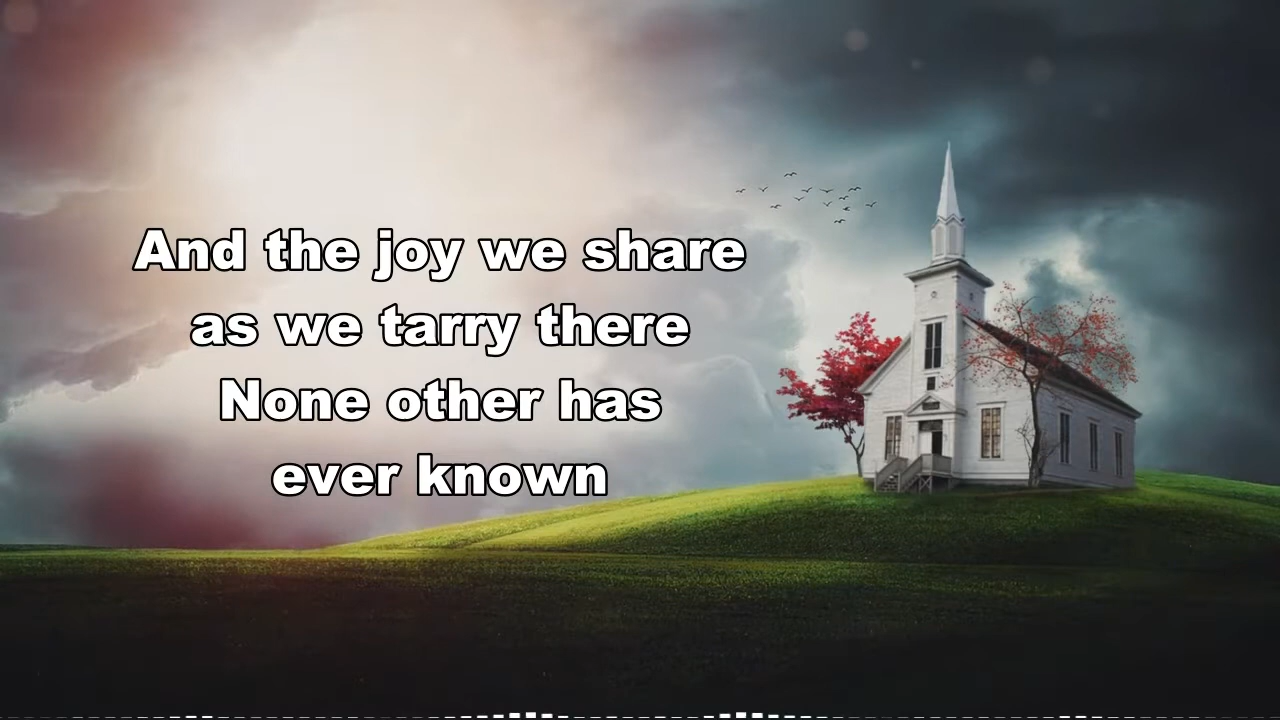 And the joy we share
as we tarry there
None other has
ever known